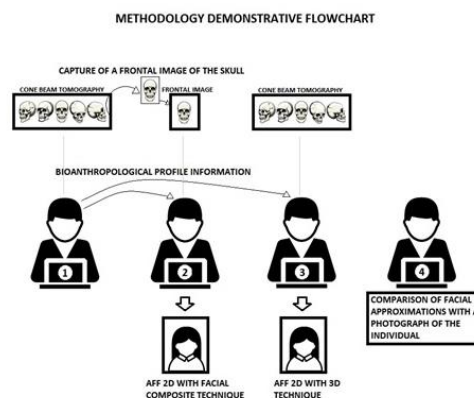 METHODOLOGY DEMONSTRATIVE FLOWCHART
CAPTURE OF A FRONTAL IMAGE OF THE SKULL
CONE BEAM TOMOGRAPHY
FRONTAL IMAGE
CONE BEAM TOMOGRAPHY
BIOANTHROPOLOGICAL PROFILE INFORMATION
1
2
3
4
COMPARISON OF FACIAL
APPROXIMATIONS WITH A
PHOTOGRAPH OF THE
INDIVIDUAL
AFF 2D WITH FACIAL
COMPOSITE TECHNIQUE
AFF 2D WITH 3D
TECHNIQUE